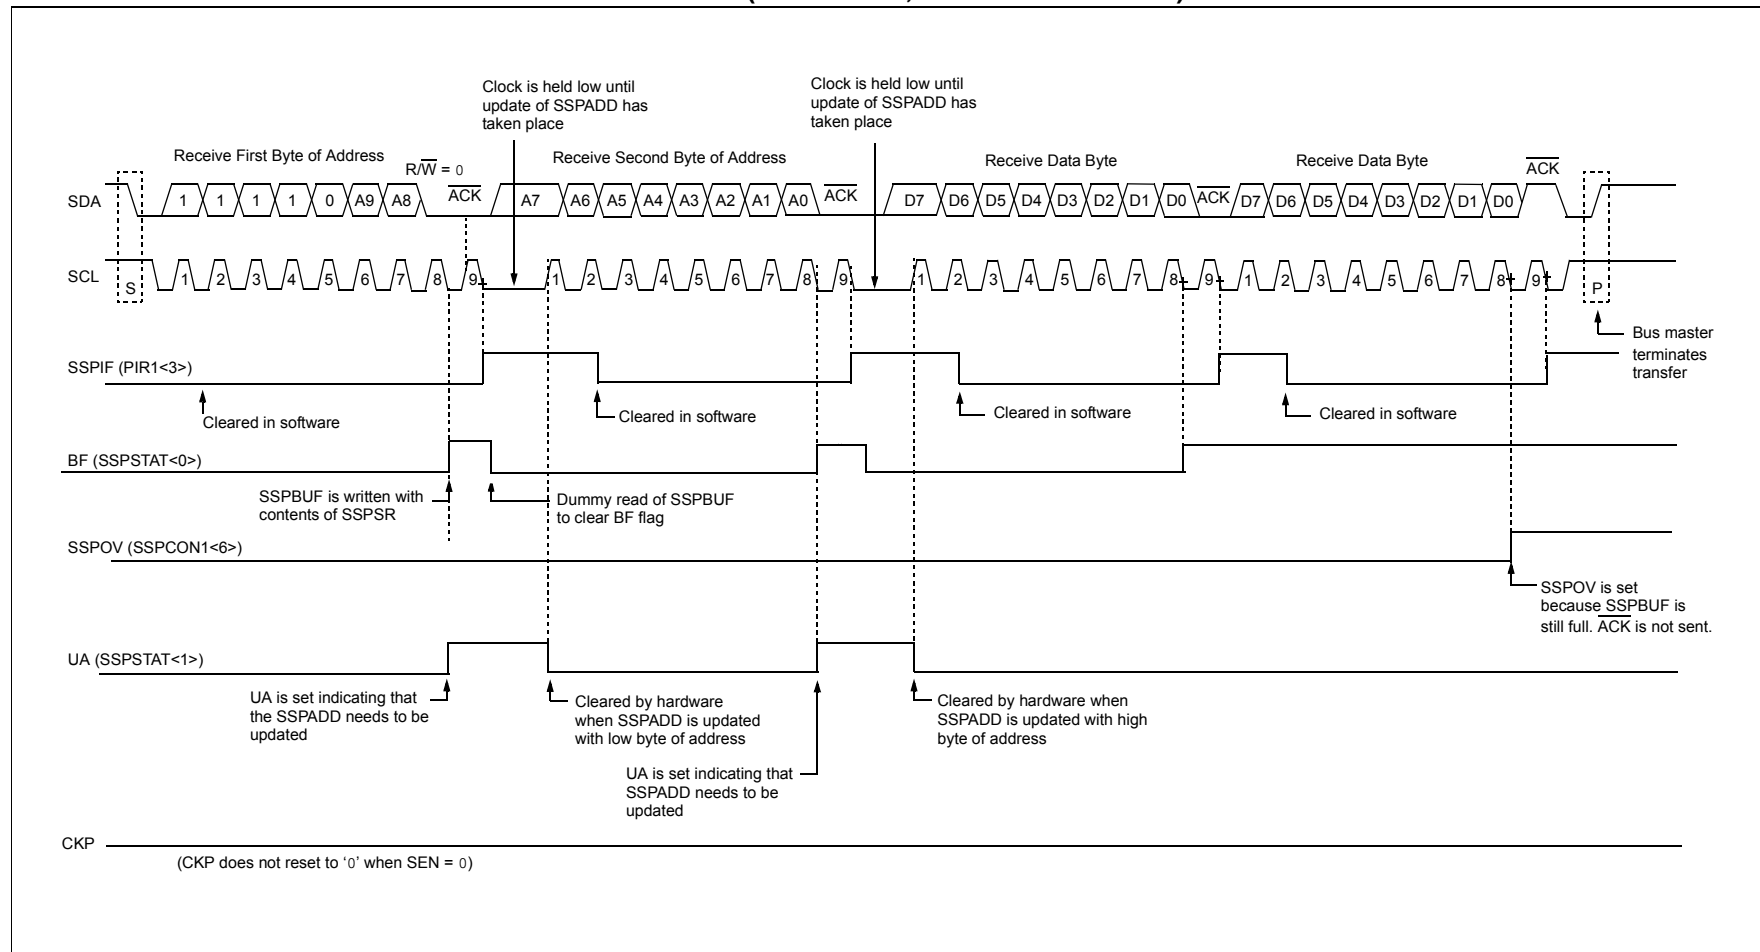 Clock is held low until
update of SSPADD has
taken place
Clock is held low until
update of SSPADD has
taken place
Receive First Byte of Address
R/W = 0
ACK
Receive Second Byte of Address
ACK
Receive Data Byte
ACK
Receive Data Byte
ACK
SDA 1 1 1 1 0 A9 A8 A7 A6 A5 A4 A3 A2 A1 A0 D7 D6 D5 D4 D3 D2 D1 D0 D7 D6 D5 D4 D3 D2 D1 D0
SCL S 1 2 3 4 5 6 7 8 9 1 2 3 4 5 6 7 8 9 1 2 3 4 5 6 7 8 9 1 2 3 4 5 6 7 8 9 P
Bus master
terminates
transfer
SSPIF (PIR1<3>)
Cleared in software
Cleared in software
Cleared in software
Cleared in software
BF (SSPSTAT<0>)
SSPBUF is written with
contents of SSPSR
Dummy read of SSPBUF
to clear BF flag
SSPOV (SSPCON1<6>)
SSPOV is set
because SSPBUF is
still full. ACK is not sent.
UA (SSPSTAT<1>)
UA is set indicating that
the SSPADD needs to be
updated
Cleared by hardware
when SSPADD is updated
with low byte of address
UA is set indicating that
SSPADD needs to be
updated
Cleared by hardware when
SSPADD is updated with high
byte of address
CKP
(CKP does not reset to ‘0’ when SEN = 0)